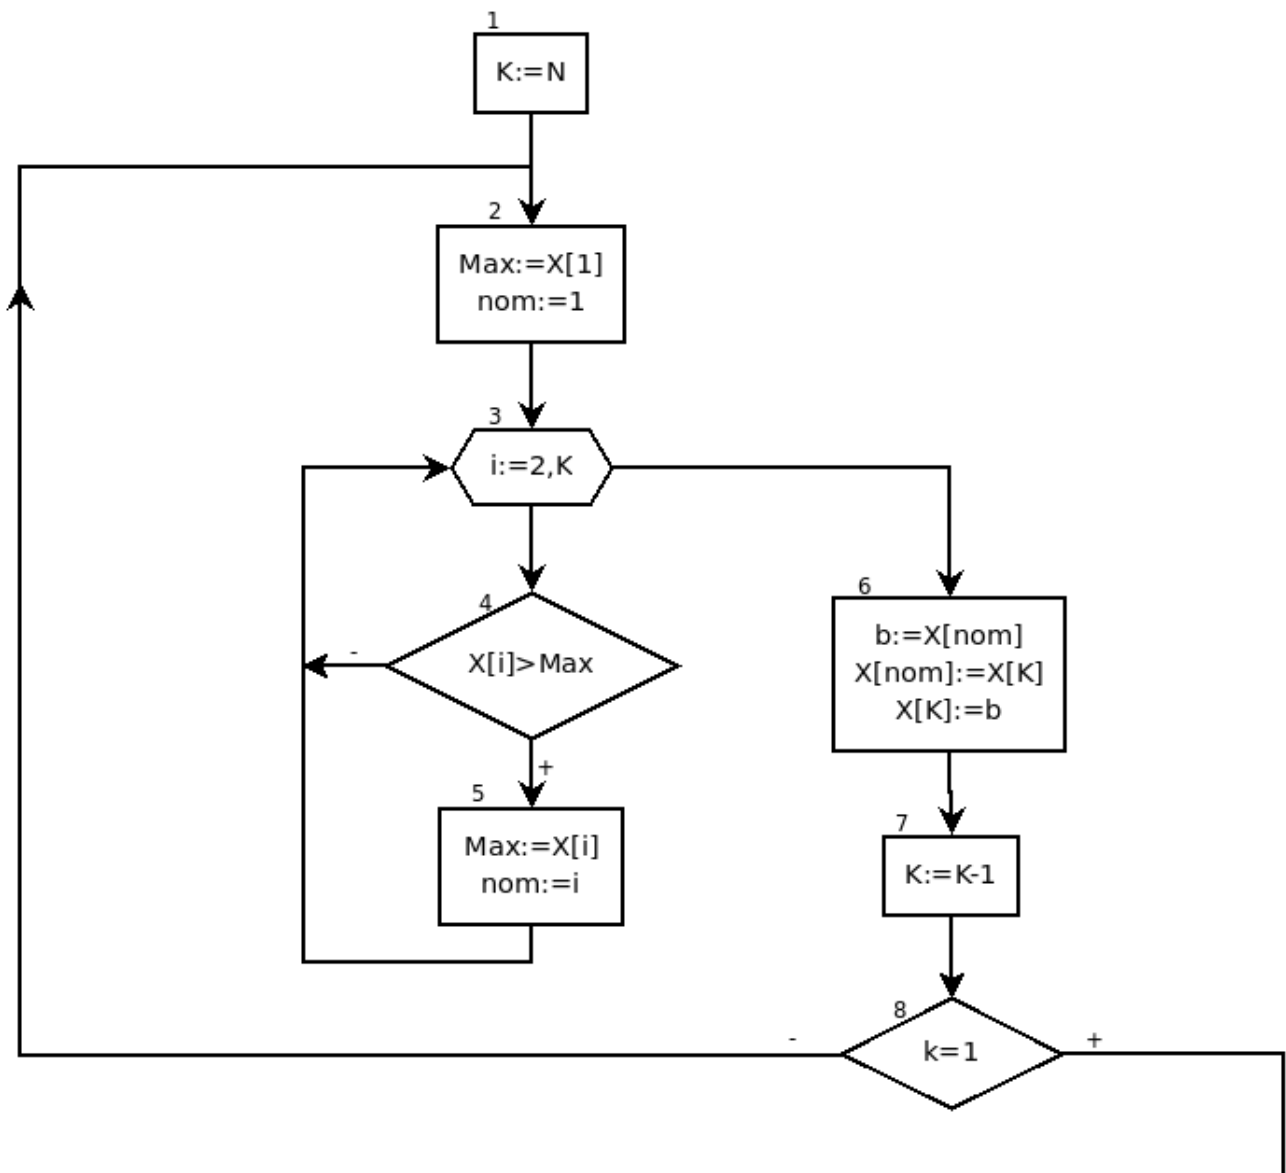 1
K:=N
2
Max:=X[1]
nom:=1
3
i:=2,K
4
X[i]>Max
-
+
5
Max:=X[i]
nom:=i
6
b:=X[nom]
X[nom]:=X[K]
X[K]:=b
7
K:=K-1
8
k=1
-
+